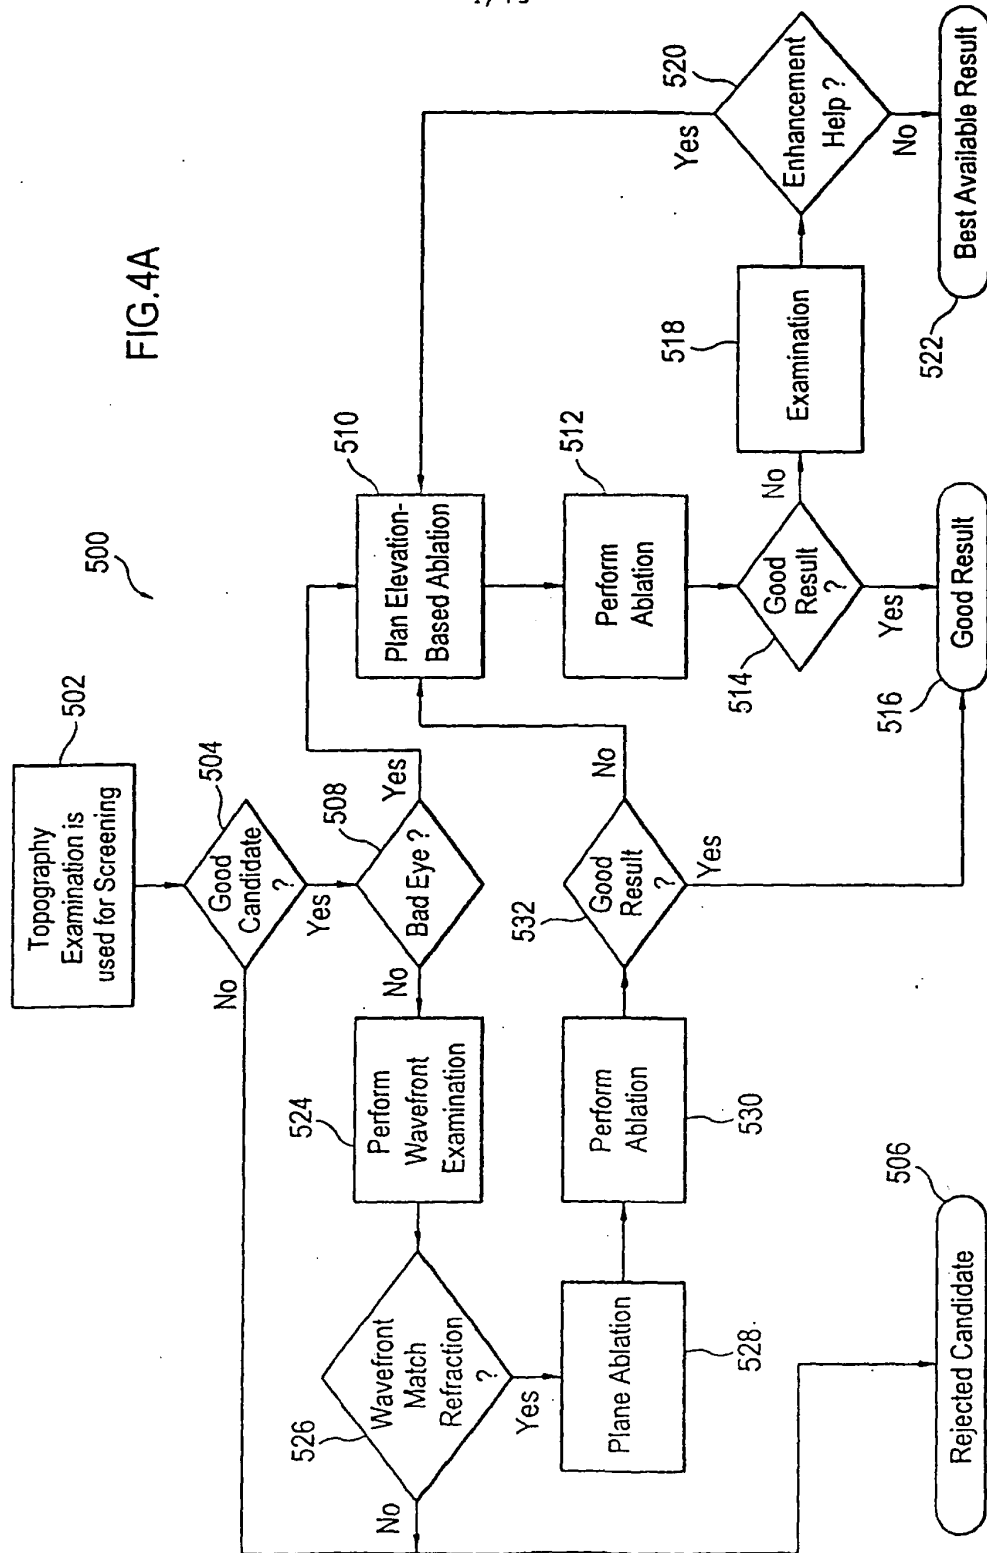 FIG.4A
500
502
Topography
Examination is
used for Screening
504
Good
Candidate
?
No
Yes
508
Bad Eye ?
Yes
No
510
Plan Elevation-
Based Ablation
512
Perform
Ablation
514
Good
Result
?
No
Yes
516
Good Result
518
Examination
520
Enhancement
Help ?
Yes
No
522
Best Available Result
524
Perform
Wavefront
Examination
526
Wavefront
Match
Refraction
?
No
Yes
528
Plane Ablation
530
Perform
Ablation
532
Good
Result
?
No
Yes
506
Rejected Candidate